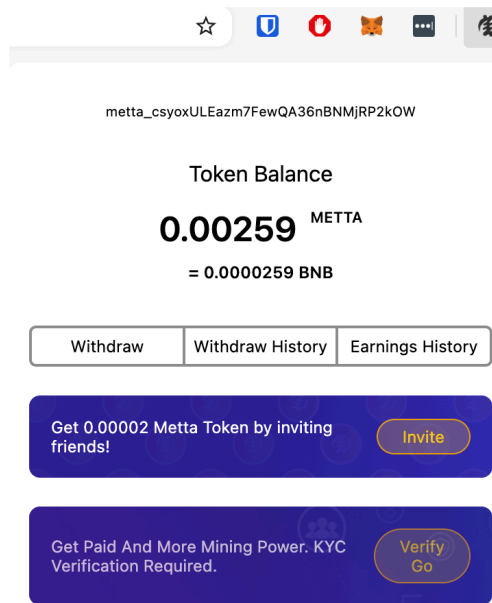 metta_csyoxULEazm7FewQA36nBNMjRP2kOW
Token Balance
0.00259 METTA
= 0.0000259 BNB
Withdraw
Withdraw History
Earnings History
Get 0.00002 Metta Token by inviting
friends!
Invite
Get Paid And More Mining Power. KYC
Verification Required.
Verify
Go